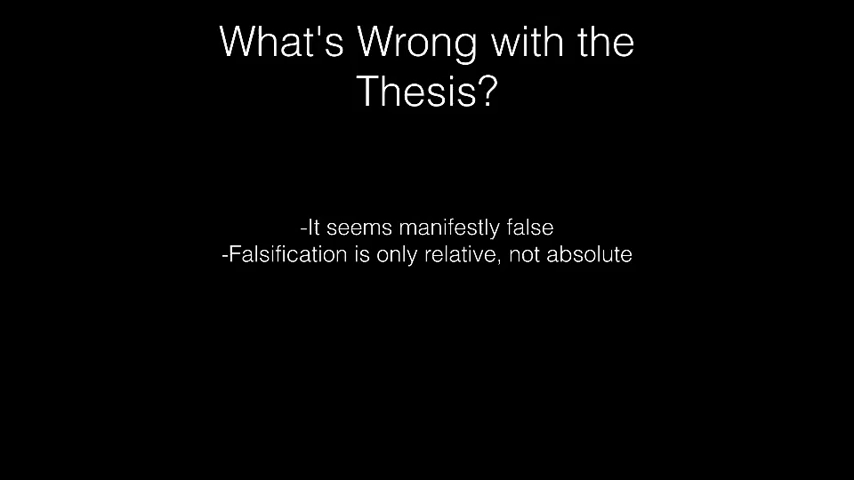 What's Wrong with the
Thesis?
-It seems manifestly false
-Falsification is only relative, not absolute